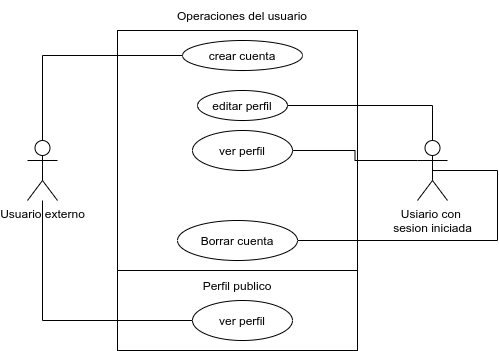 Operaciones del usuario
crear cuenta
editar perfil
ver perfil
Usuario externo
Usiario con
sesion iniciada
Borrar cuenta
Perfil publico
ver perfil